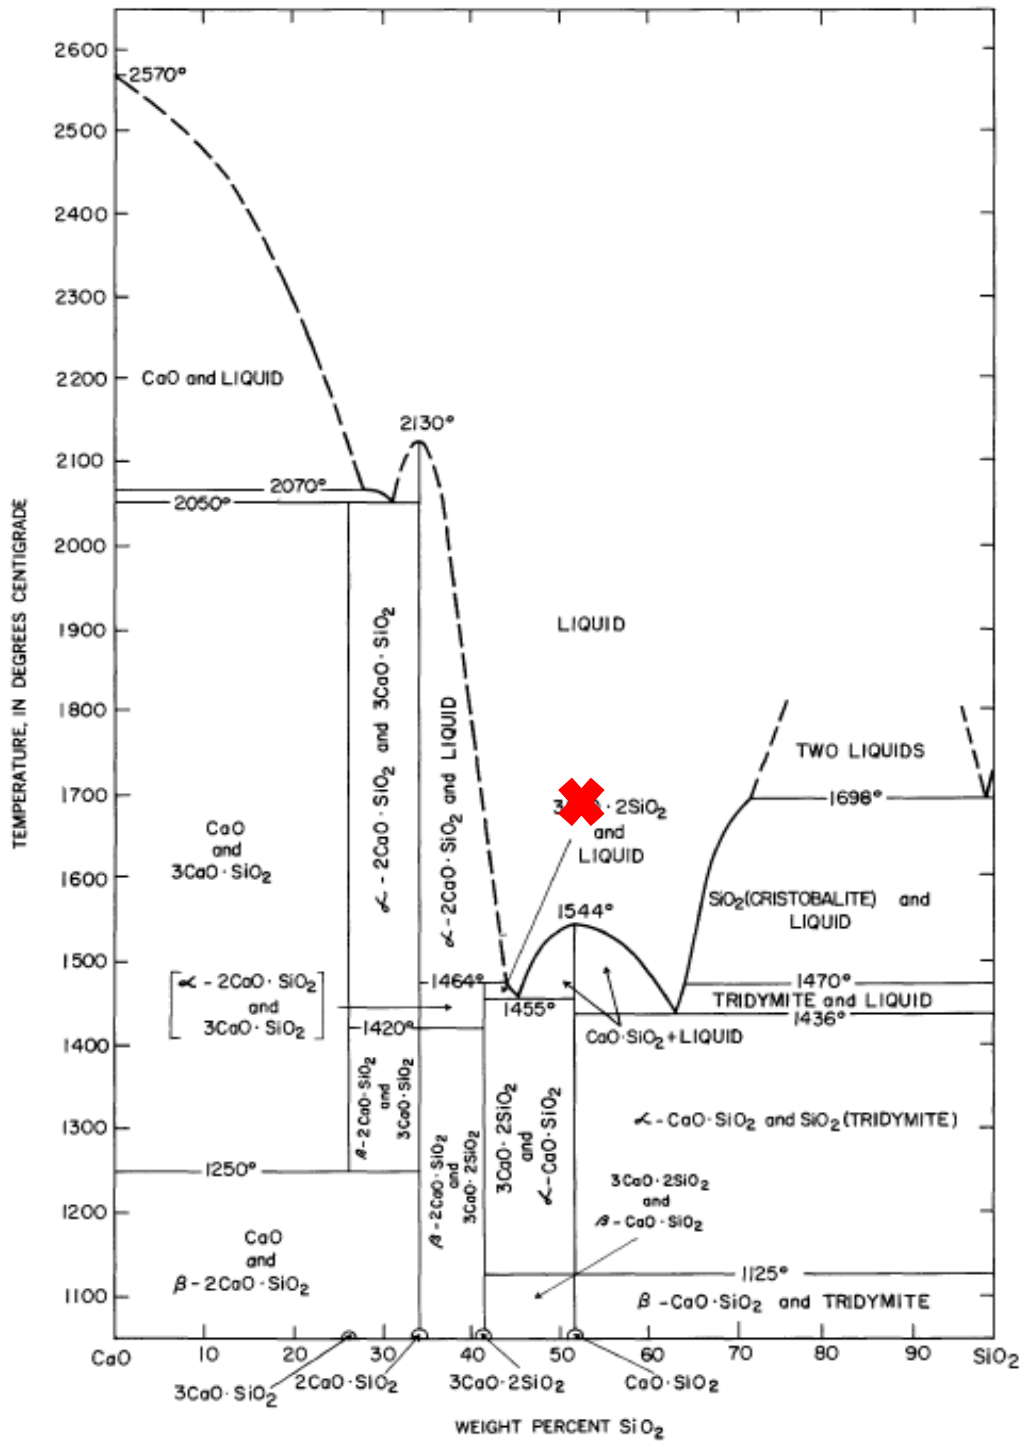 2600
2570°
2500
2400
2300
2200
CaO and LIQUID
2130°
2100
2070°
2050°
2000
1900
LIQUID
1800
TWO LIQUIDS
1700
1698°
· 2SiO₂
and
LIQUID
∝-2CaO·SiO₂ and 3CaO·SiO₂
∝-2CaO·SiO₂ and LIQUID
CaO
and
3CaO·SiO₂
1600
SiO₂(CRISTOBALITE) and
LIQUID
1544°
1500
1464°
1470°
∝-2CaO·SiO₂
and
3CaO·SiO₂
1455°
TRIDYMITE and LIQUID
1436°
1420°
CaO·SiO₂+LIQUID
1400
β-2CaO·SiO₂
and
3CaO·SiO₂
β-2CaO·SiO₂
and
3CaO·2SiO₂
3CaO·2SiO₂
and
∝-CaO·SiO₂
∝-CaO·SiO₂ and SiO₂(TRIDYMITE)
1300
1250°
3CaO·2SiO₂
and
β-CaO·SiO₂
1200
CaO
and
β-2CaO·SiO₂
1125°
1100
β-CaO·SiO₂ and TRIDYMITE
TEMPERATURE, IN DEGREES CENTIGRADE
CaO 10 20 30 40 50 60 70 80 90 SiO₂
3CaO·SiO₂
2CaO·SiO₂
3CaO·2SiO₂
CaO·SiO₂
WEIGHT PERCENT SiO₂